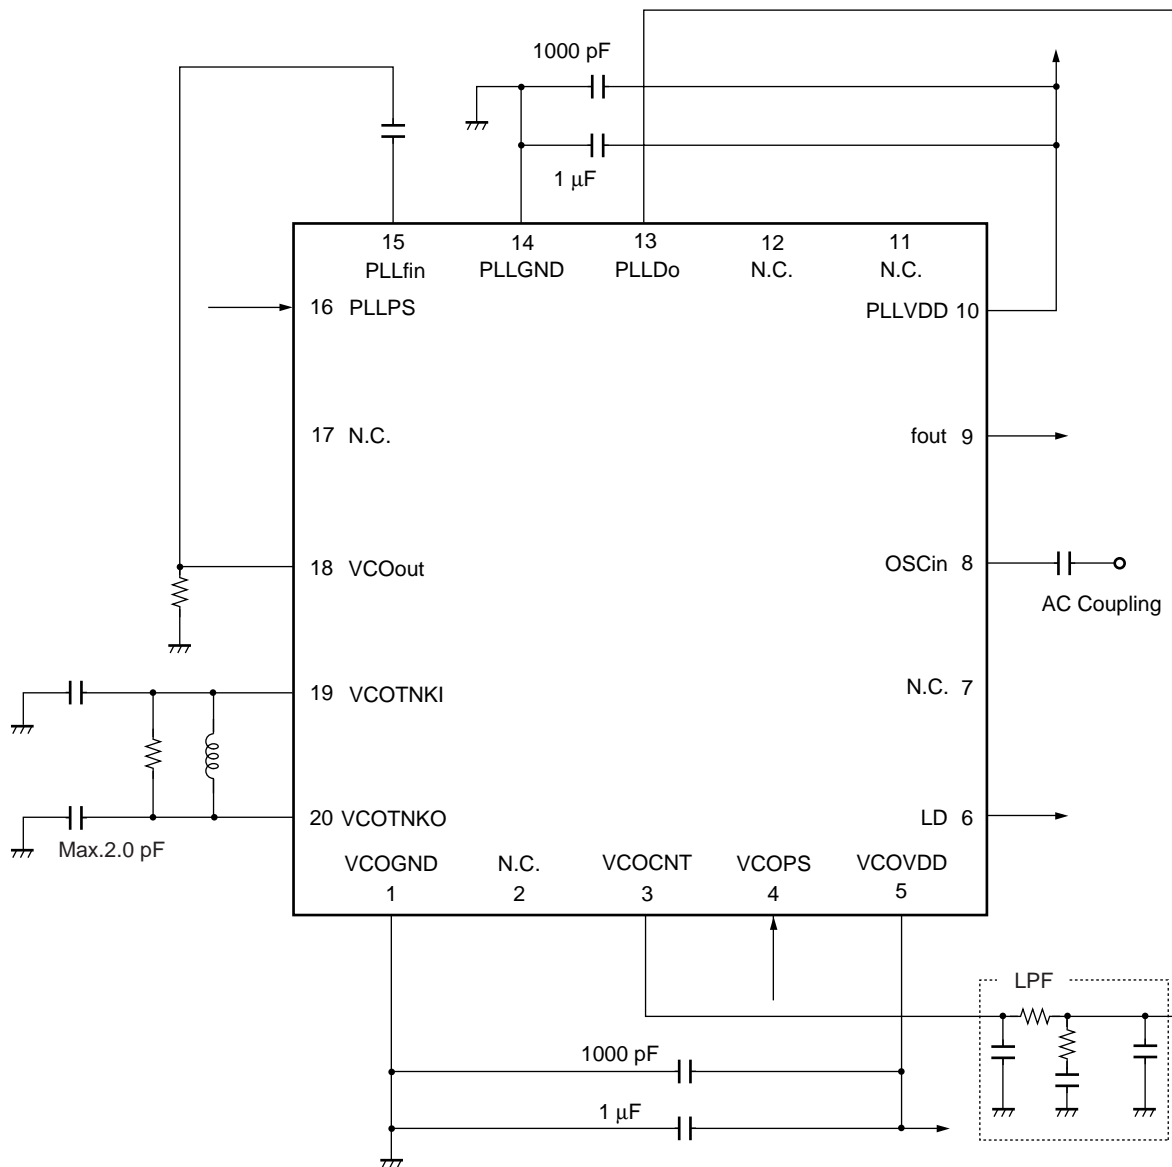 1000 pF
1 μF
15 14 13 12 11
PLLfin PLLGND PLLDo N.C. N.C.
16 PLLPS
PLLVDD 10
17 N.C.
fout 9
18 VCOout
OSCin 8
AC Coupling
19 VCOTNKI
N.C. 7
20 VCOTNKO
LD 6
Max.2.0 pF
VCOGND N.C. VCOCNT VCOPS VCOVDD
1 2 3 4 5
LPF
1000 pF
1 μF